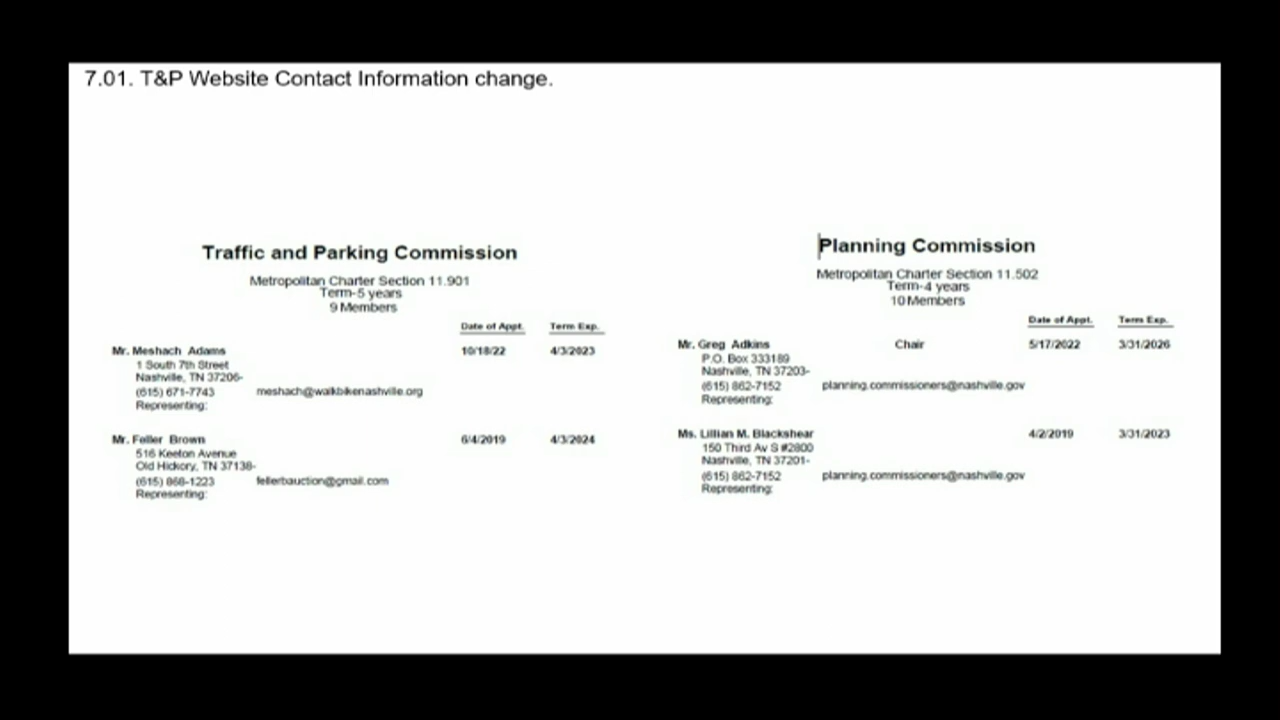 7.01. T&P Website Contact Information change.
Traffic and Parking Commission
Metropolitan Charter Section 11.901
Term-5 years
9 Members
Date of Appt. Term Exp.
Mr. Meshach Adams 10/18/22 4/3/2023
1 South 7th Street
Nashville, TN 37206-
(615) 671-7743 meshach@walkbikenashville.org
Representing:
Mr. Feller Brown 6/4/2019 4/3/2024
516 Keeton Avenue
Old Hickory, TN 37138-
(615) 868-1223 fellerbauction@gmail.com
Representing:
Planning Commission
Metropolitan Charter Section 11.502
Term-4 years
10 Members
Date of Appt. Term Exp.
Mr. Greg Adkins Chair 5/17/2022 3/31/2026
P.O. Box 333189
Nashville, TN 37203-
(615) 862-7152 planning.commissioners@nashville.gov
Representing:
Ms. Lillian M. Blackshear 4/2/2019 3/31/2023
150 Third Av S #2800
Nashville, TN 37201-
(615) 862-7152 planning.commissioners@nashville.gov
Representing: